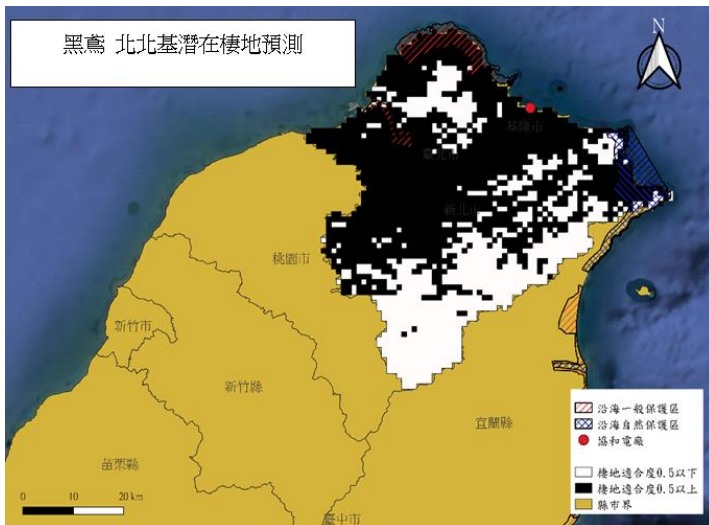 黑鳶 北北基潛在棲地預測
N
基隆市
臺北市
新北市
桃園市
新竹市
新竹縣
宜蘭縣
苗栗縣
臺中市
沿海一般保護區
沿海自然保護區
協和電廠
棲地適合度0.5以下
棲地適合度0.5以上
縣市界
0 10 20 km